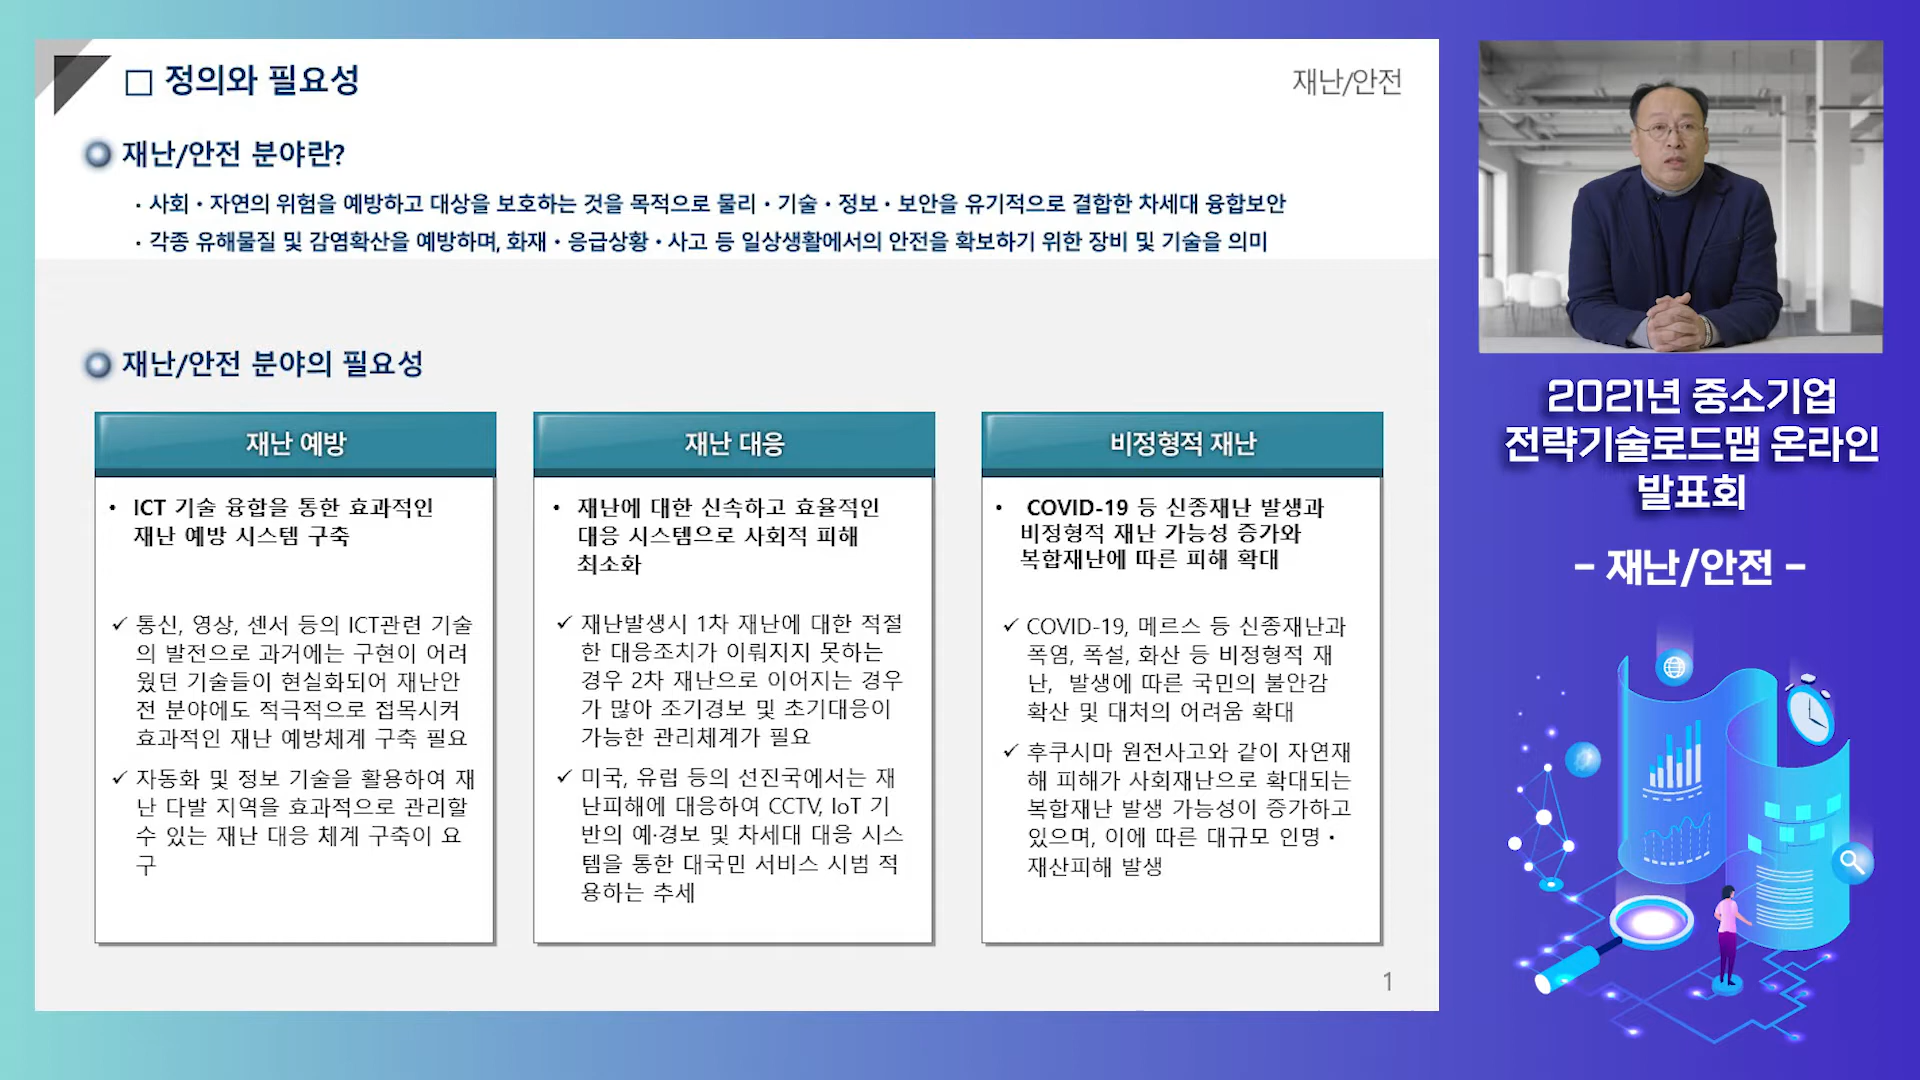 □ 정의와 필요성
재난/안전
재난/안전 분야란?
· 사회・자연의 위험을 예방하고 대상을 보호하는 것을 목적으로 물리・기술・정보・보안을 유기적으로 결합한 차세대 융합보안
· 각종 유해물질 및 감염확산을 예방하며, 화재・응급상황・사고 등 일상생활에서의 안전을 확보하기 위한 장비 및 기술을 의미
재난/안전 분야의 필요성
재난 예방
• ICT 기술 융합을 통한 효과적인
재난 예방 시스템 구축
✓ 통신, 영상, 센서 등의 ICT관련 기술
의 발전으로 과거에는 구현이 어려
웠던 기술들이 현실화되어 재난안
전 분야에도 적극적으로 접목시켜
효과적인 재난 예방체계 구축 필요
✓ 자동화 및 정보 기술을 활용하여 재
난 다발 지역을 효과적으로 관리할
수 있는 재난 대응 체계 구축이 요
구
재난 대응
• 재난에 대한 신속하고 효율적인
대응 시스템으로 사회적 피해
최소화
✓ 재난발생시 1차 재난에 대한 적절
한 대응조치가 이뤄지지 못하는
경우 2차 재난으로 이어지는 경우
가 많아 조기경보 및 초기대응이
가능한 관리체계가 필요
✓ 미국, 유럽 등의 선진국에서는 재
난피해에 대응하여 CCTV, IoT 기
반의 예·경보 및 차세대 대응 시스
템을 통한 대국민 서비스 시범 적
용하는 추세
비정형적 재난
• COVID-19 등 신종재난 발생과
비정형적 재난 가능성 증가와
복합재난에 따른 피해 확대
✓ COVID-19, 메르스 등 신종재난과
폭염, 폭설, 화산 등 비정형적 재
난, 발생에 따른 국민의 불안감
확산 및 대처의 어려움 확대
✓ 후쿠시마 원전사고와 같이 자연재
해 피해가 사회재난으로 확대되는
복합재난 발생 가능성이 증가하고
있으며, 이에 따른 대규모 인명・
재산피해 발생
1
2021년 중소기업
전략기술로드맵 온라인
발표회
- 재난/안전 -